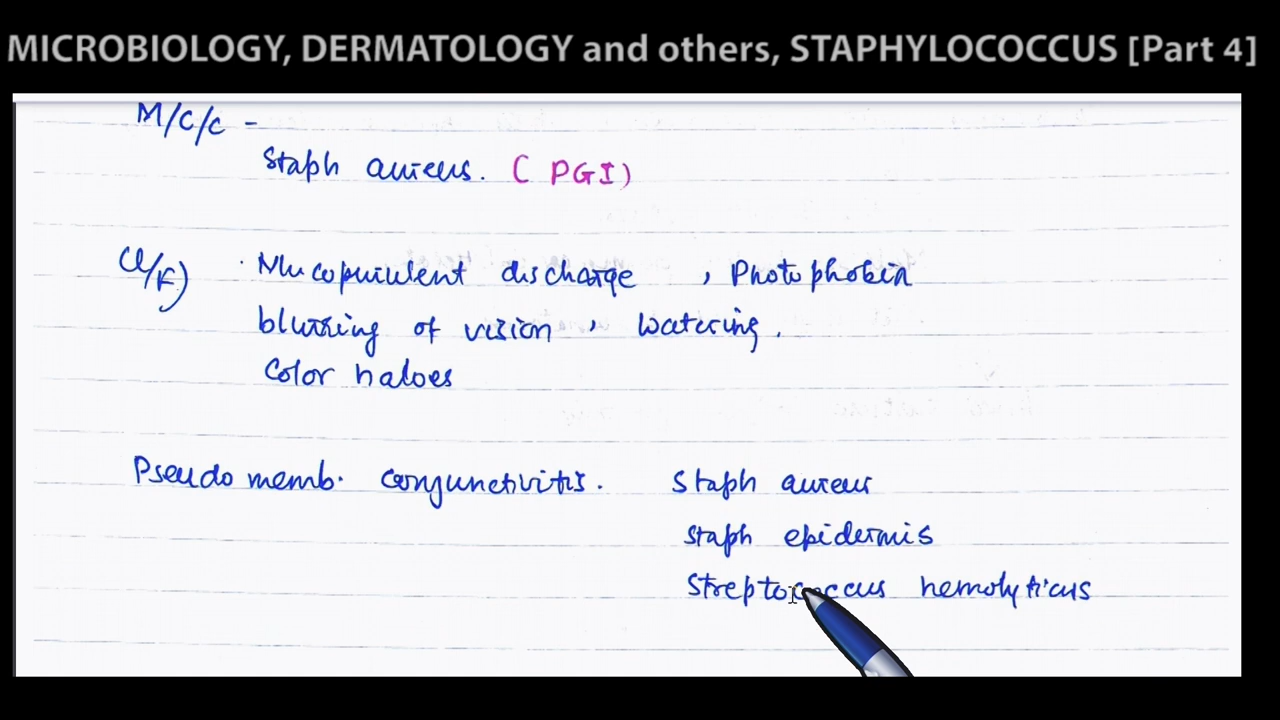 MICROBIOLOGY, DERMATOLOGY and others, STAPHYLOCOCCUS [Part 4]
M/C/C -
Staph aureus. ( PGI)
Cl/F) · Mucopurulent discharge , Photophobia
blurring of vision , watering.
Color haloes
Pseudo memb. conjunctivitis. Staph aureus
Staph epidermis
Streptococcus hemolyticus